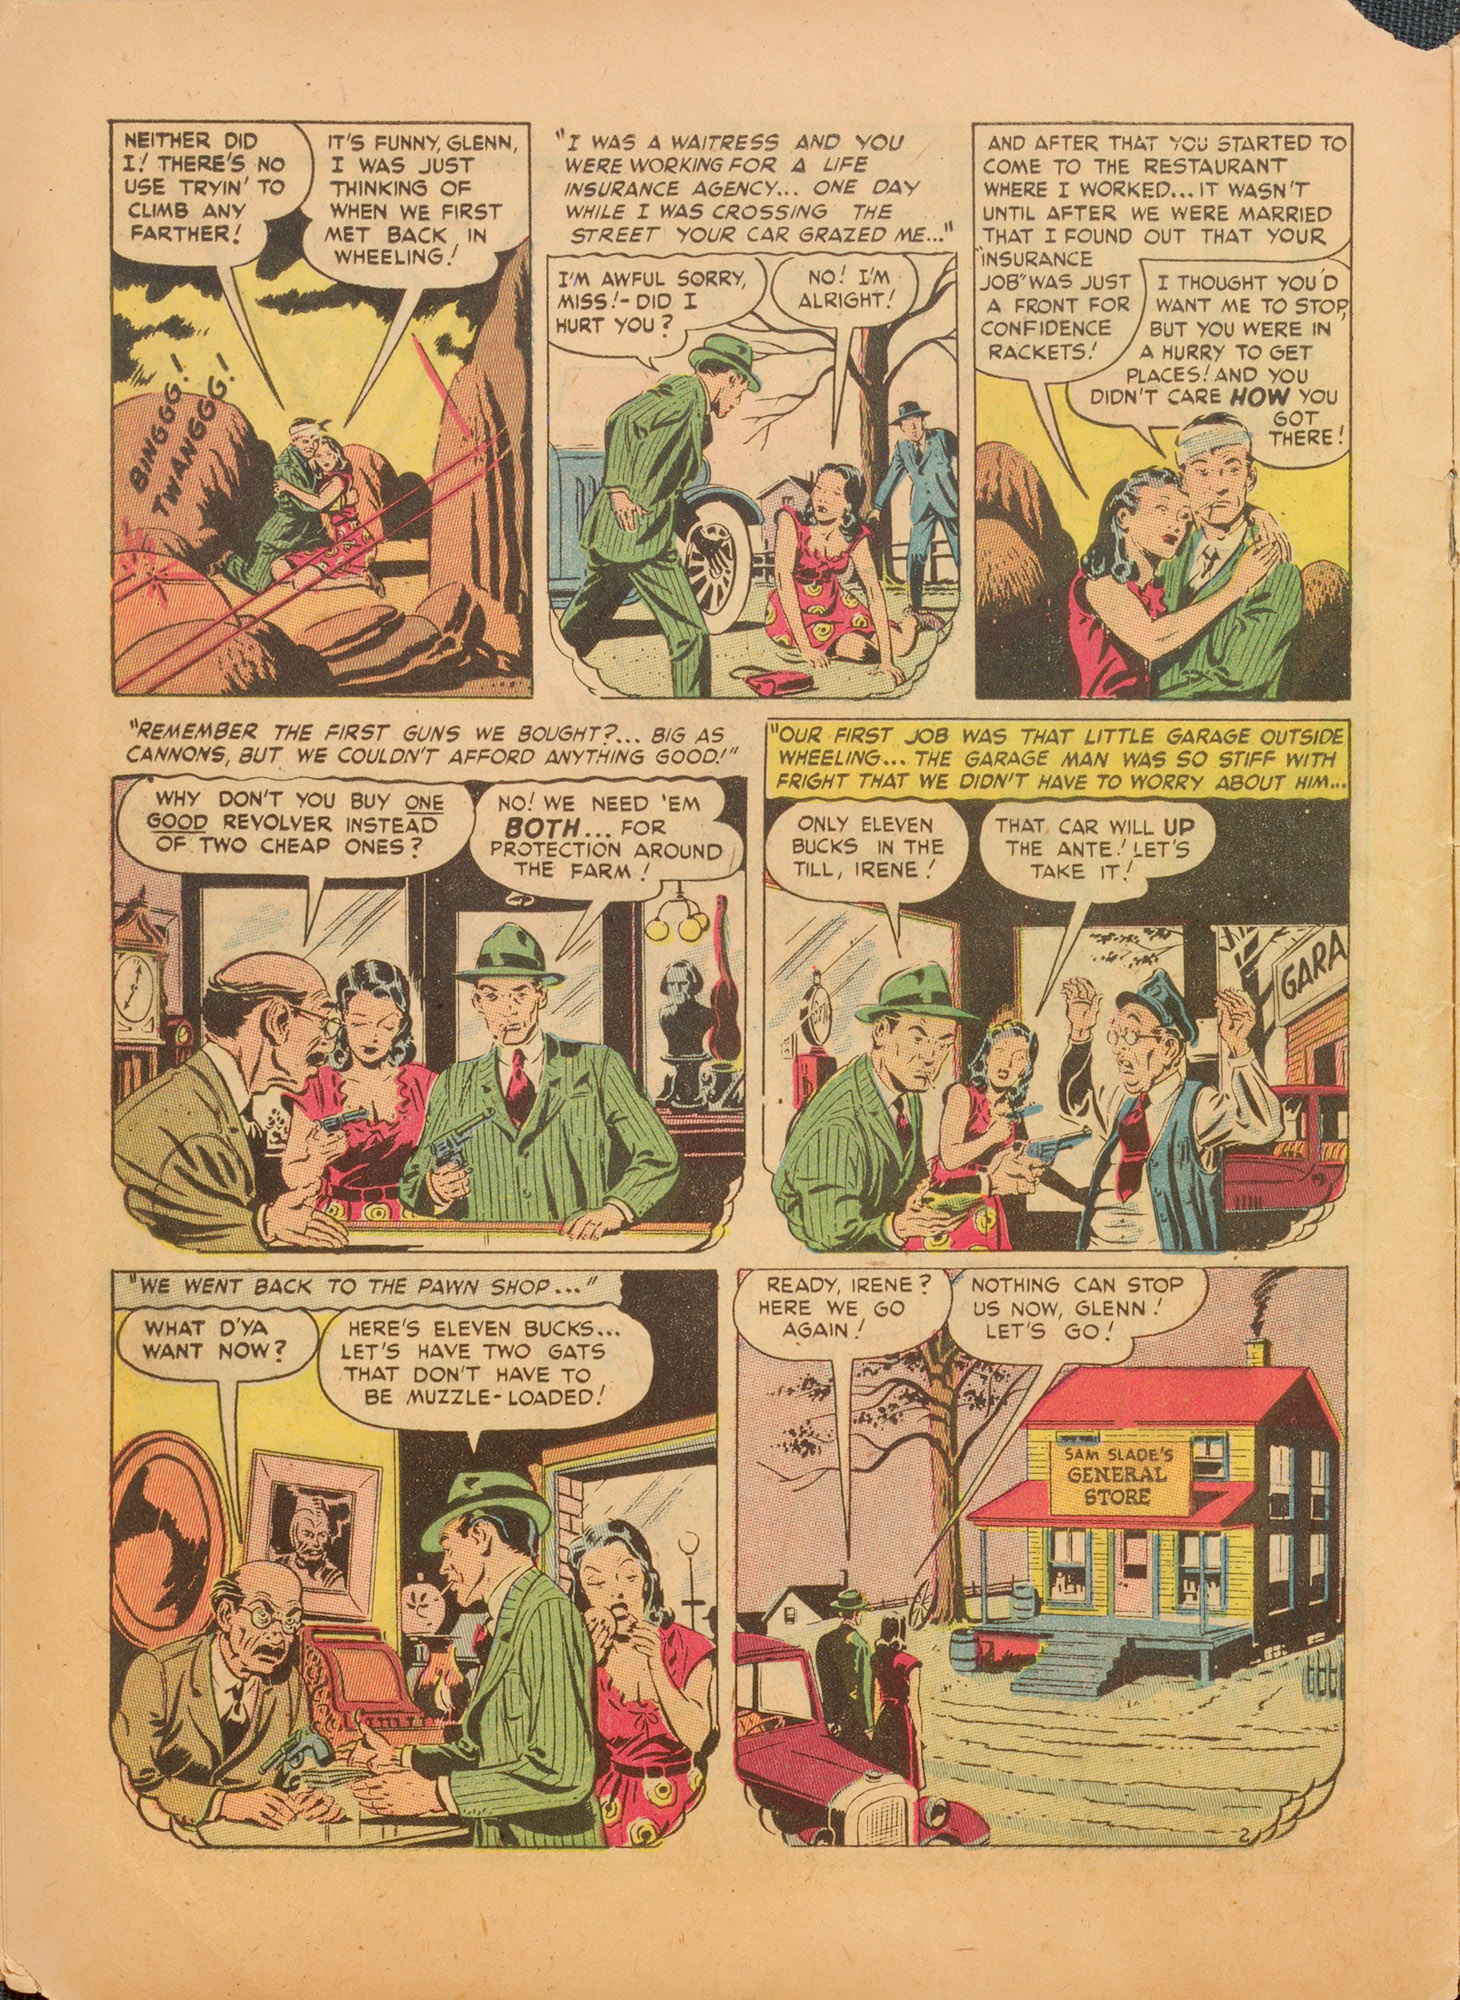 NEITHER DID
I! THERE'S NO
USE TRYIN' TO
CLIMB ANY
FARTHER!
IT'S FUNNY, GLENN,
I WAS JUST
THINKING OF
WHEN WE FIRST
MET BACK IN
WHEELING!
BINGGG!
TWANGGG!
"I WAS A WAITRESS AND YOU
WERE WORKING FOR A LIFE
INSURANCE AGENCY... ONE DAY
WHILE I WAS CROSSING THE
STREET YOUR CAR GRAZED ME..."
I'M AWFUL SORRY,
MISS!-DID I
HURT YOU?
NO! I'M
ALRIGHT!
AND AFTER THAT YOU STARTED TO
COME TO THE RESTAURANT
WHERE I WORKED... IT WASN'T
UNTIL AFTER WE WERE MARRIED
THAT I FOUND OUT THAT YOUR
"INSURANCE
JOB" WAS JUST
A FRONT FOR
CONFIDENCE
RACKETS!
I THOUGHT YOU'D
WANT ME TO STOP,
BUT YOU WERE IN
A HURRY TO GET
PLACES! AND YOU
DIDN'T CARE HOW YOU
GOT
THERE!
"REMEMBER THE FIRST GUNS WE BOUGHT?... BIG AS
CANNONS, BUT WE COULDN'T AFFORD ANYTHING GOOD!"
WHY DON'T YOU BUY ONE
GOOD REVOLVER INSTEAD
OF TWO CHEAP ONES?
NO! WE NEED 'EM
BOTH... FOR
PROTECTION AROUND
THE FARM!
"OUR FIRST JOB WAS THAT LITTLE GARAGE OUTSIDE
WHEELING... THE GARAGE MAN WAS SO STIFF WITH
FRIGHT THAT WE DIDN'T HAVE TO WORRY ABOUT HIM...
ONLY ELEVEN
BUCKS IN THE
TILL, IRENE!
THAT CAR WILL UP
THE ANTE! LET'S
TAKE IT!
GARA
"WE WENT BACK TO THE PAWN SHOP..."
WHAT D'YA
WANT NOW?
HERE'S ELEVEN BUCKS...
LET'S HAVE TWO GATS
THAT DON'T HAVE TO
BE MUZZLE-LOADED!
READY, IRENE?
HERE WE GO
AGAIN!
NOTHING CAN STOP
US NOW, GLENN!
LET'S GO!
SAM SLADE'S
GENERAL
STORE
2